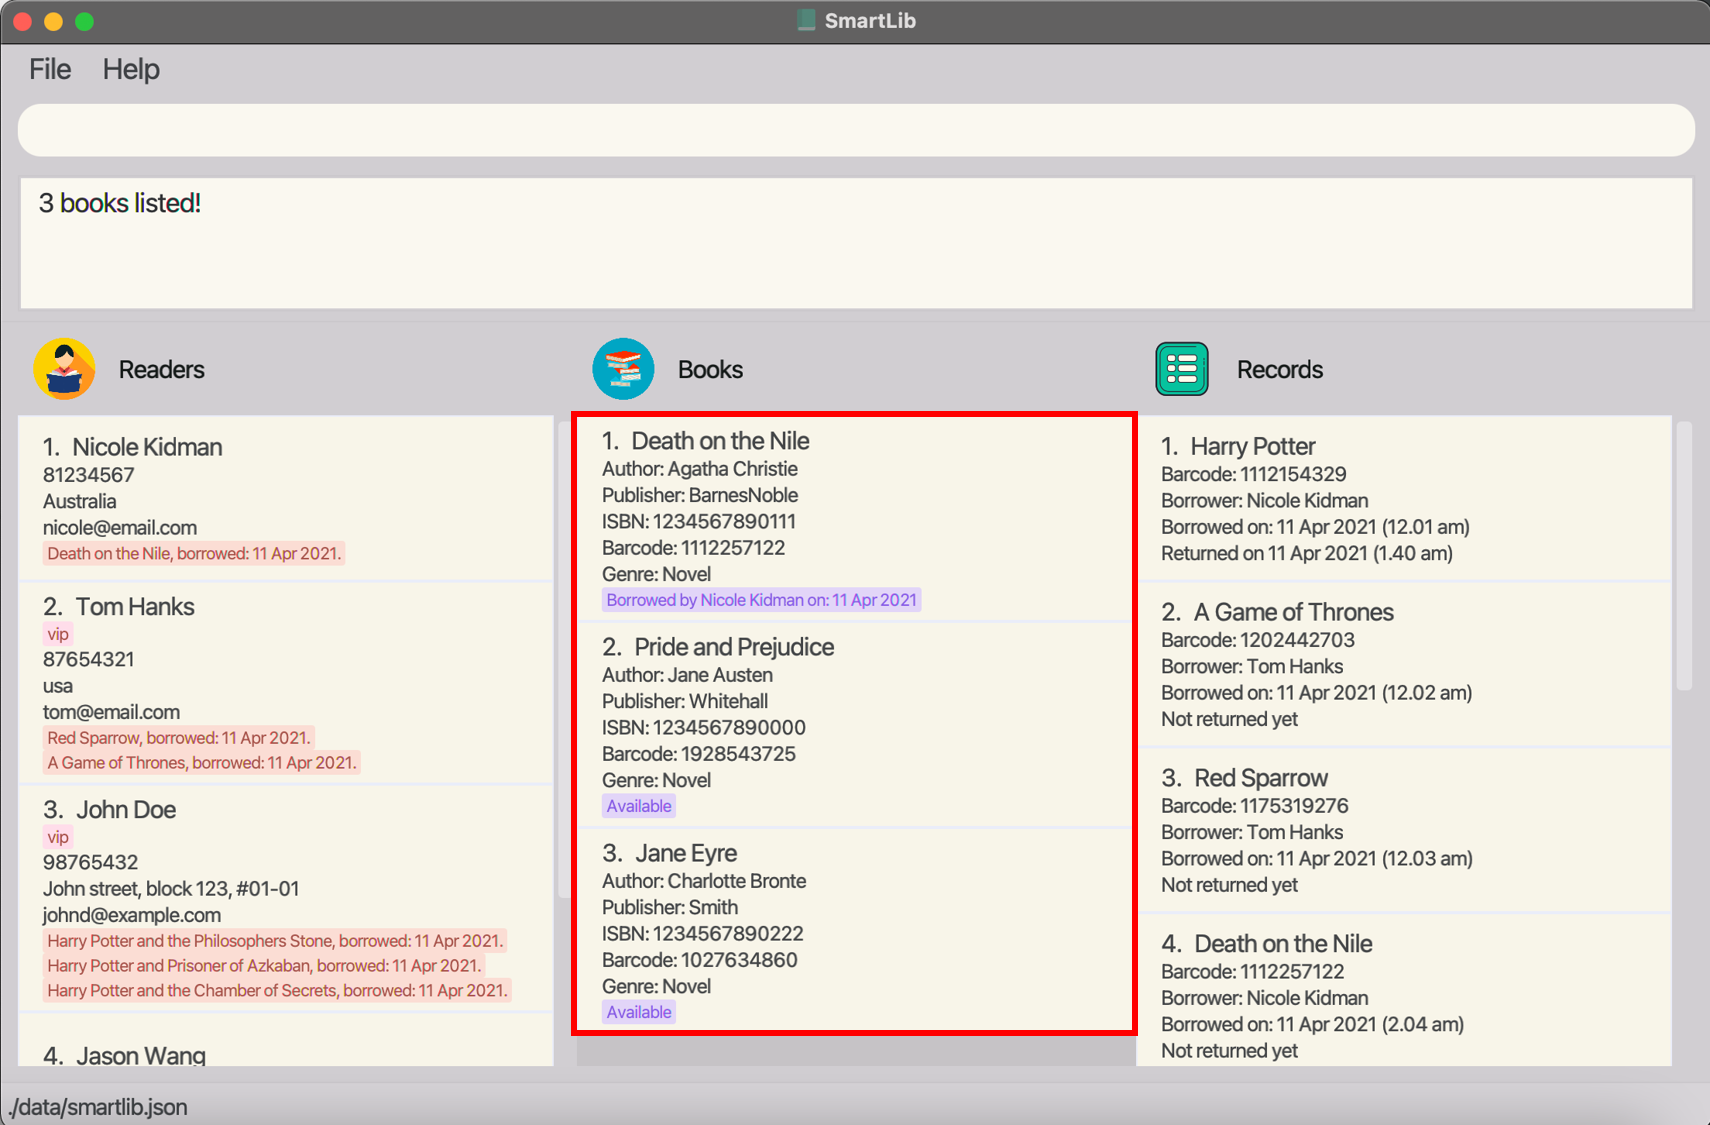 SmartLib
File Help
3 books listed!
Readers
1. Nicole Kidman
81234567
Australia
nicole@email.com
Death on the Nile, borrowed: 11 Apr 2021.
2. Tom Hanks
vip
87654321
usa
tom@email.com
Red Sparrow, borrowed: 11 Apr 2021.
A Game of Thrones, borrowed: 11 Apr 2021.
3. John Doe
vip
98765432
John street, block 123, #01-01
johnd@example.com
Harry Potter and the Philosophers Stone, borrowed: 11 Apr 2021.
Harry Potter and Prisoner of Azkaban, borrowed: 11 Apr 2021.
Harry Potter and the Chamber of Secrets, borrowed: 11 Apr 2021.
4. Jason Wang
Books
1. Death on the Nile
Author: Agatha Christie
Publisher: BarnesNoble
ISBN: 1234567890111
Barcode: 1112257122
Genre: Novel
Borrowed by Nicole Kidman on: 11 Apr 2021
2. Pride and Prejudice
Author: Jane Austen
Publisher: Whitehall
ISBN: 1234567890000
Barcode: 1928543725
Genre: Novel
Available
3. Jane Eyre
Author: Charlotte Bronte
Publisher: Smith
ISBN: 1234567890222
Barcode: 1027634860
Genre: Novel
Available
Records
1. Harry Potter
Barcode: 1112154329
Borrower: Nicole Kidman
Borrowed on: 11 Apr 2021 (12.01 am)
Returned on 11 Apr 2021 (1.40 am)
2. A Game of Thrones
Barcode: 1202442703
Borrower: Tom Hanks
Borrowed on: 11 Apr 2021 (12.02 am)
Not returned yet
3. Red Sparrow
Barcode: 1175319276
Borrower: Tom Hanks
Borrowed on: 11 Apr 2021 (12.03 am)
Not returned yet
4. Death on the Nile
Barcode: 1112257122
Borrower: Nicole Kidman
Borrowed on: 11 Apr 2021 (2.04 am)
Not returned yet
./data/smartlib.json